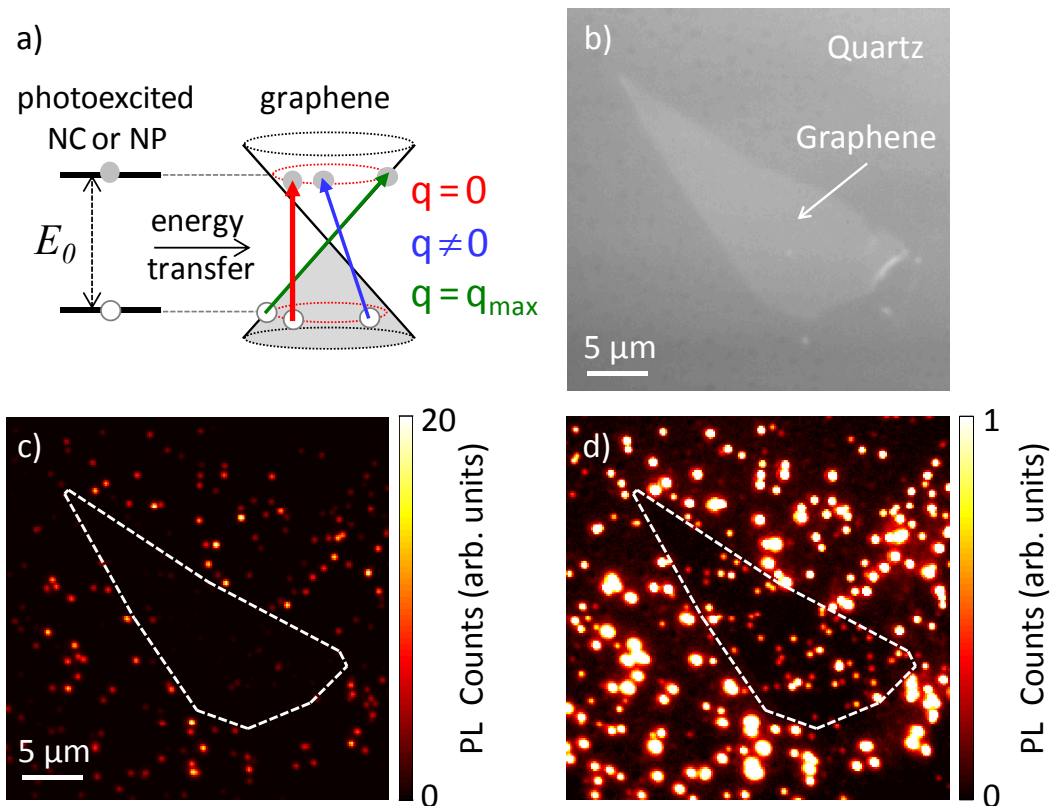 a)
photoexcited
NC or NP
graphene
E0
energy
transfer
q = 0
q ≠ 0
q = qmax
b)
Quartz
Graphene
5 µm
c)
5 µm
20
0
PL Counts (arb. units)
d)
1
0
PL Counts (arb. units)